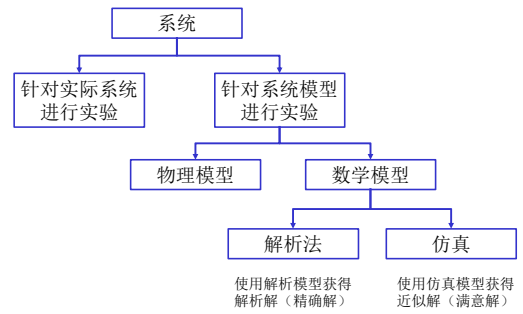 系统
针对实际系统
进行实验
针对系统模型
进行实验
物理模型
数学模型
解析法
仿真
使用解析模型获得
解析解（精确解）
使用仿真模型获得
近似解（满意解）